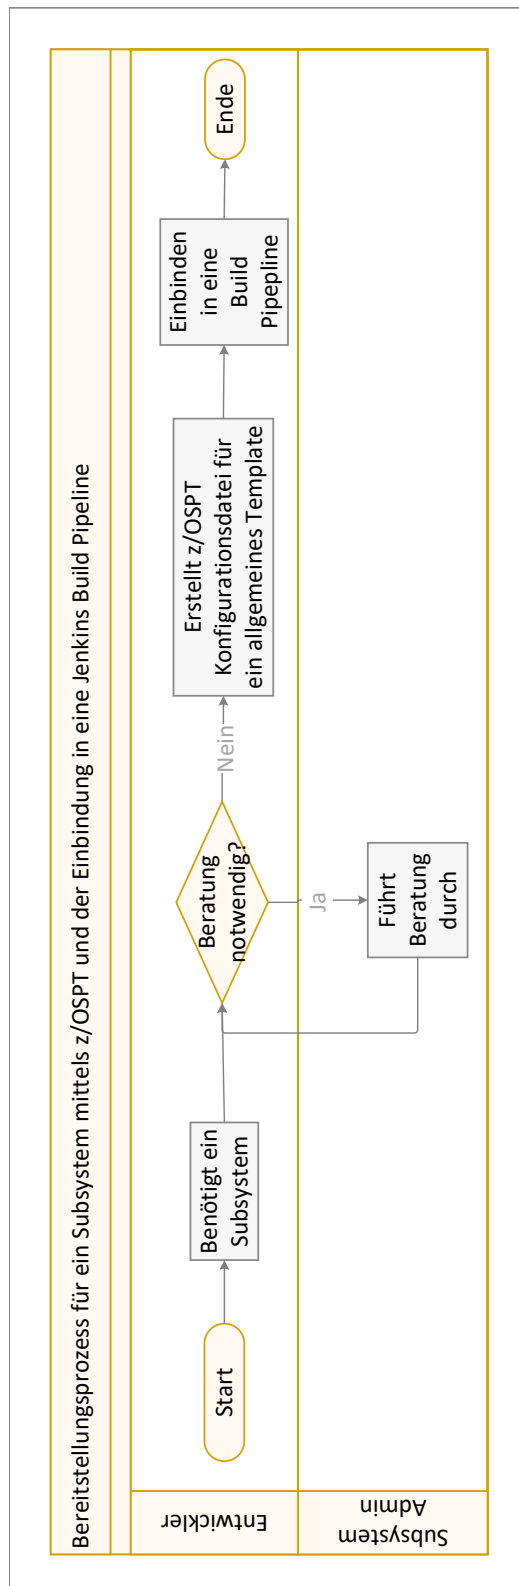 Bereitstellungsprozess für ein Subsystem mittels z/OSPT und der Einbindung in eine Jenkins Build Pipeline
Entwickler
Start
Benötigt ein
Subsystem
Beratung
notwendig?
Nein
Erstellt z/OSPT
Konfigurationsdatei für
ein allgemeines Template
Einbinden
in eine
Build
Pipepline
Ende
Subsystem
Admin
Ja
Führt
Beratung
durch